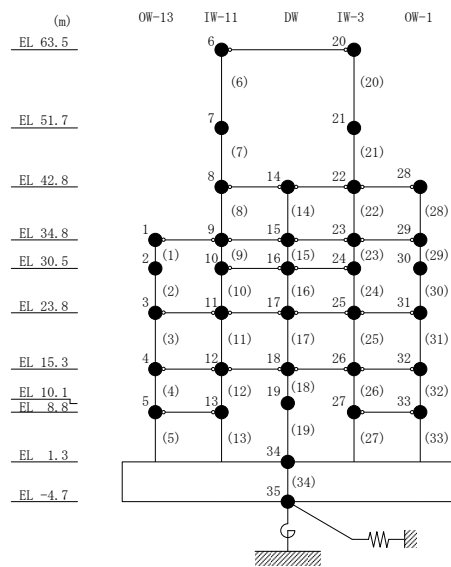 (m) OW-13 IW-11 DW IW-3 OW-1
EL 63.5 6 20
(6) (20)
EL 51.7 7 21
(7) (21)
EL 42.8 8 14 22 28
(8) (14) (22) (28)
EL 34.8 1 9 15 23 29
(1) (9) (15) (23) (29)
EL 30.5 2 10 16 24 30
(2) (10) (16) (24) (30)
EL 23.8 3 11 17 25 31
(3) (11) (17) (25) (31)
EL 15.3 4 12 18 26 32
(4) (12) (18) (26) (32)
EL 10.1 19
EL 8.8 5 13 27 33
(5) (13) (19) (27) (33)
EL 1.3 34
(34)
EL -4.7 35